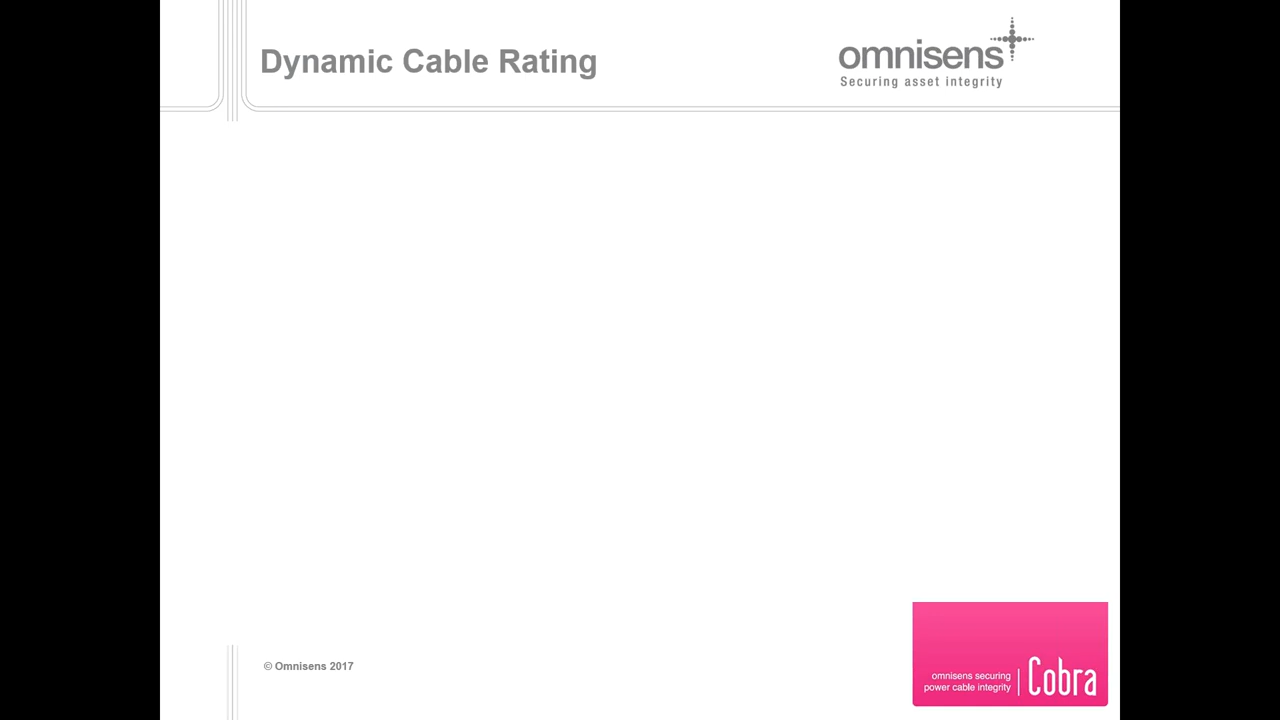 Dynamic Cable Rating
omnisens
Securing asset integrity
© Omnisens 2017
omnisens securing
power cable integrity
Cobra